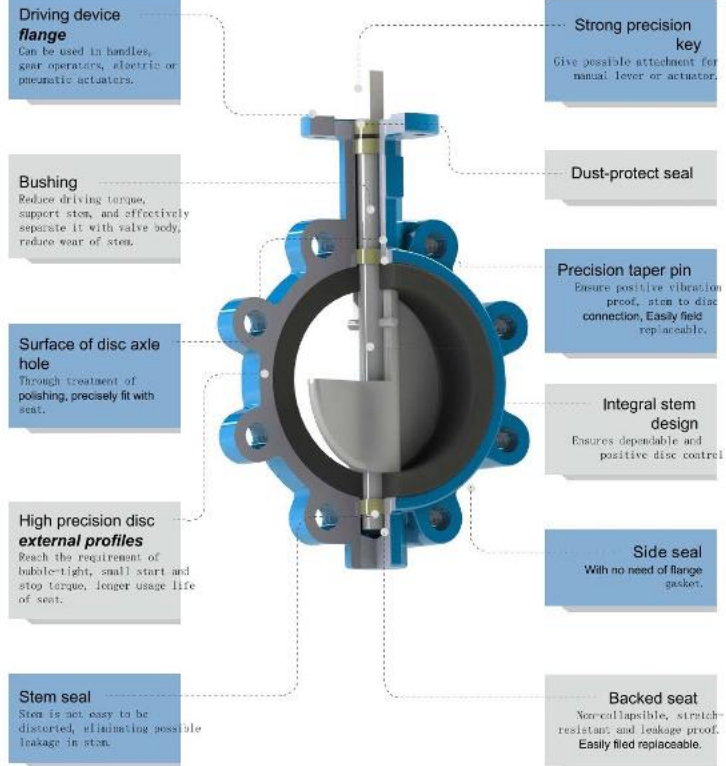 Driving device
flange
Can be used in handles,
gear operators, electric or
pneumatic actuators.
Bushing
Reduce driving torque,
support stem, and effectively
separate it with valve body,
reduce wear of stem.
Surface of disc axle
hole
Through treatment of
polishing, precisely fit with
seat.
High precision disc
external profiles
Reach the requirement of
bubble-tight, small start and
stop torque, longer usage life
of seat.
Stem seal
Stem is not easy to be
distorted, eliminating possible
leakage in stem.
Strong precision
key
Give possible attachment for
manual lever or actuator.
Dust-protect seal
Precision taper pin
Ensure positive vibration
proof, stem to disc
connection, Easily field
replaceable.
Integral stem
design
Ensures dependable and
positive disc control
Side seal
With no need of flange
gasket.
Backed seat
Non-collapsible, stretch-
resistant and leakage proof.
Easily filed replaceable.